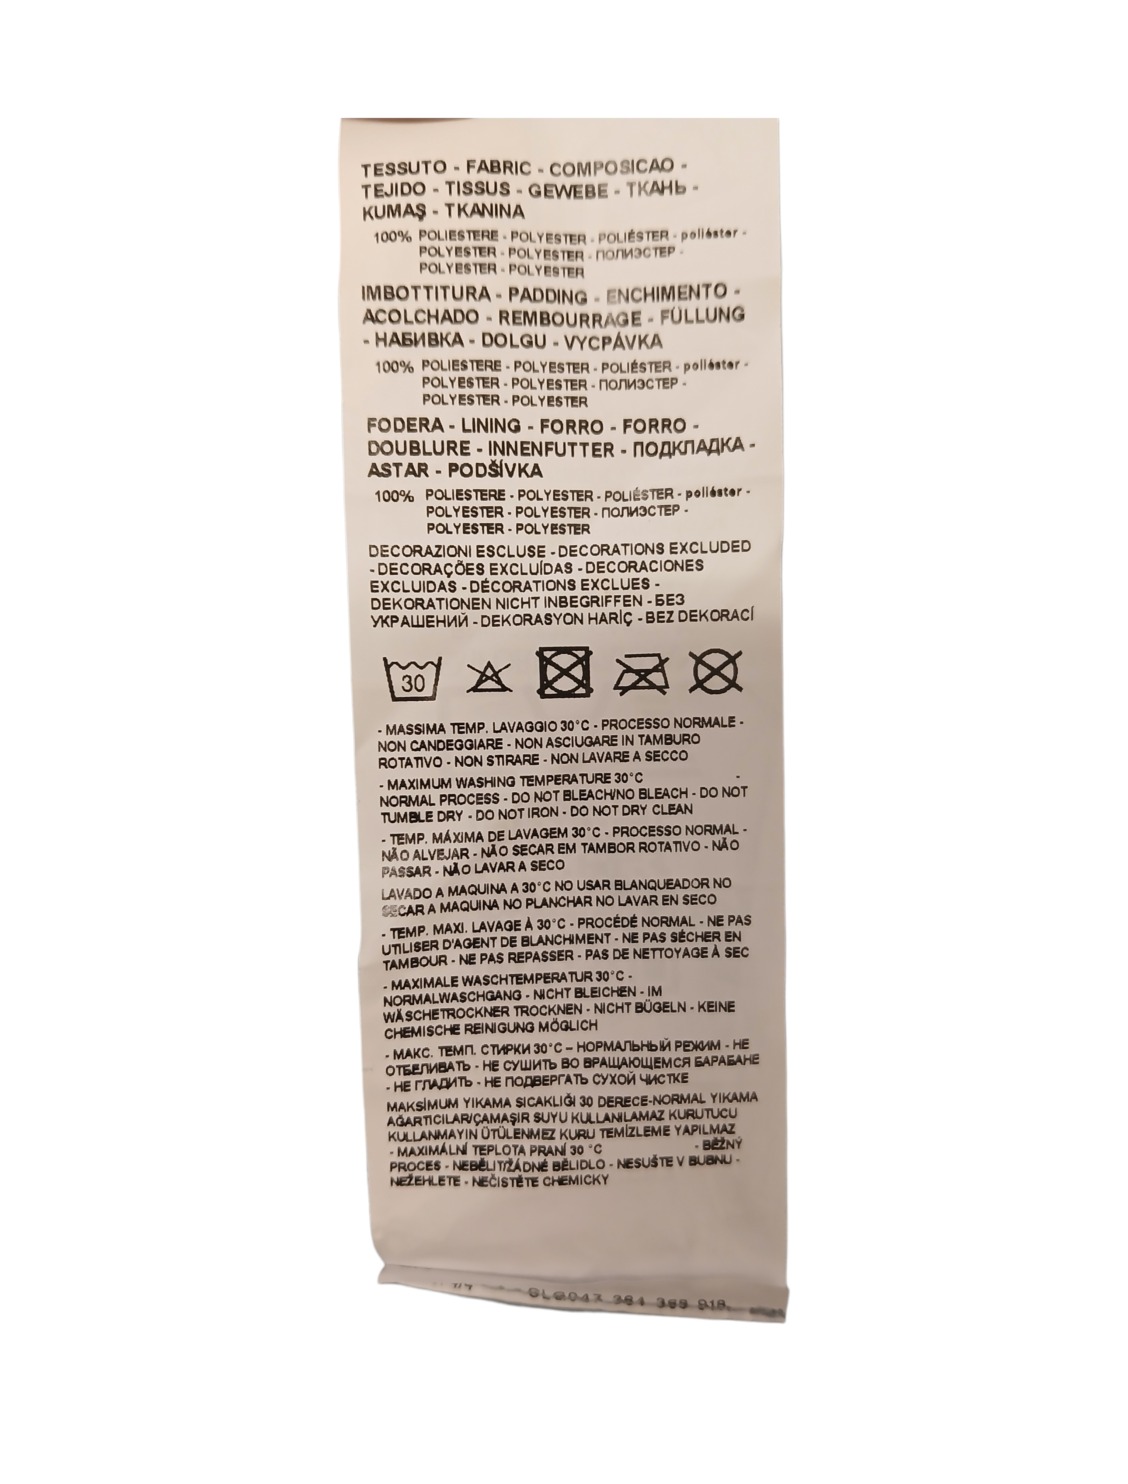 TESSUTO - FABRIC - COMPOSICAO -
TEJIDO - TISSUS - GEWEBE - ТКАНЬ -
KUMAŞ - TKANINA
100% POLIESTERE - POLYESTER - POLIÉSTER - poliéster -
POLYESTER - POLYESTER - ПОЛИЭСТЕР -
POLYESTER - POLYESTER
IMBOTTITURA - PADDING - ENCHIMENTO -
ACOLCHADO - REMBOURRAGE - FÜLLUNG
- НАБИВКА - DOLGU - VYCPÁVKA
100% POLIESTERE - POLYESTER - POLIÉSTER - poliéster -
POLYESTER - POLYESTER - ПОЛИЭСТЕР -
POLYESTER - POLYESTER
FODERA - LINING - FORRO - FORRO -
DOUBLURE - INNENFUTTER - ПОДКЛАДКА -
ASTAR - PODŠÍVKA
100% POLIESTERE - POLYESTER - POLIÉSTER - poliéster -
POLYESTER - POLYESTER - ПОЛИЭСТЕР -
POLYESTER - POLYESTER
DECORAZIONI ESCLUSE - DECORATIONS EXCLUDED
- DECORAÇÕES EXCLUÍDAS - DECORACIONES
EXCLUIDAS - DÉCORATIONS EXCLUES -
DEKORATIONEN NICHT INBEGRIFFEN - БЕЗ
УКРАШЕНИЙ - DEKORASYON HARİÇ - BEZ DEKORACÍ
30
- MASSIMA TEMP. LAVAGGIO 30°C - PROCESSO NORMALE -
NON CANDEGGIARE - NON ASCIUGARE IN TAMBURO
ROTATIVO - NON STIRARE - NON LAVARE A SECCO
- MAXIMUM WASHING TEMPERATURE 30°C -
NORMAL PROCESS - DO NOT BLEACH/NO BLEACH - DO NOT
TUMBLE DRY - DO NOT IRON - DO NOT DRY CLEAN
- TEMP. MÁXIMA DE LAVAGEM 30°C - PROCESSO NORMAL -
NÃO ALVEJAR - NÃO SECAR EM TAMBOR ROTATIVO - NÃO
PASSAR - NÃO LAVAR A SECO
LAVADO A MAQUINA A 30°C NO USAR BLANQUEADOR NO
SECAR A MAQUINA NO PLANCHAR NO LAVAR EN SECO
- TEMP. MAXI. LAVAGE À 30°C - PROCÉDÉ NORMAL - NE PAS
UTILISER D'AGENT DE BLANCHIMENT - NE PAS SÉCHER EN
TAMBOUR - NE PAS REPASSER - PAS DE NETTOYAGE À SEC
- MAXIMALE WASCHTEMPERATUR 30°C -
NORMALWASCHGANG - NICHT BLEICHEN - IM
WÄSCHETROCKNER TROCKNEN - NICHT BÜGELN - KEINE
CHEMISCHE REINIGUNG MÖGLICH
- МАКС. ТЕМП. СТИРКИ 30°C – НОРМАЛЬНЫЙ РЕЖИМ - НЕ
ОТБЕЛИВАТЬ - НЕ СУШИТЬ ВО ВРАЩАЮЩЕМСЯ БАРАБАНЕ
- НЕ ГЛАДИТЬ - НЕ ПОДВЕРГАТЬ СУХОЙ ЧИСТКЕ
MAKSİMUM YIKAMA SICAKLIĞI 30 DERECE-NORMAL YIKAMA
AĞARTICILAR/ÇAMAŞIR SUYU KULLANILAMAZ KURUTUCU
KULLANMAYIN ÜTÜLENMEZ KURU TEMİZLEME YAPILMAZ
- MAXIMÁLNÍ TEPLOTA PRANÍ 30 °C - BĚŽNÝ
PROCES - NEBĚLIT/ŽÁDNÉ BĚLIDLO - NESUŠTE V BUBNU -
NEŽEHLETE - NEČISTĚTE CHEMICKY